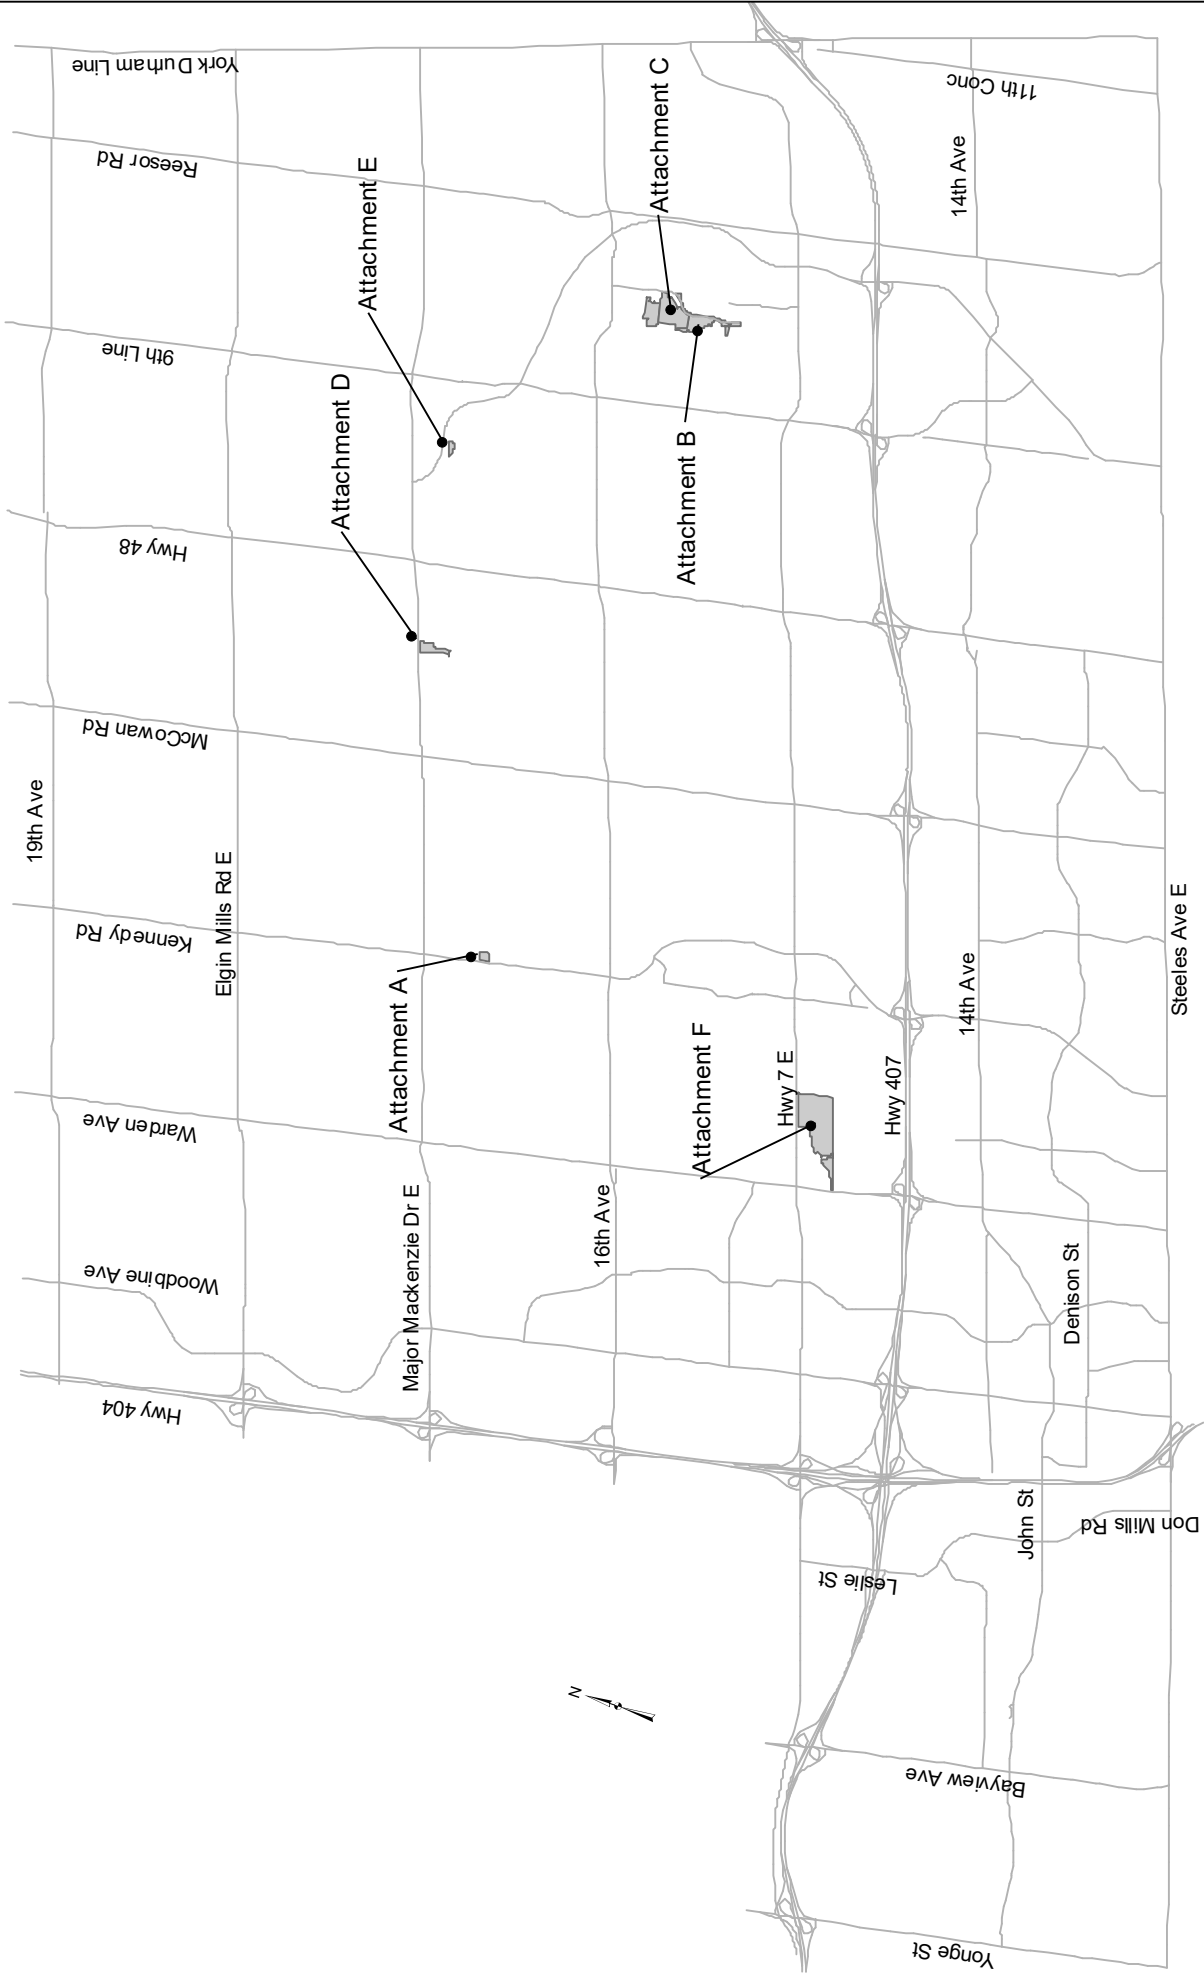 York Durham Line
11th Conc
Reesor Rd
Attachment C
Attachment E
14th Ave
9th Line
Attachment D
Attachment B
Hwy 48
McCowan Rd
19th Ave
Elgin Mills Rd E
Steeles Ave E
Kennedy Rd
Attachment A
14th Ave
Attachment F
Hwy 7 E
Hwy 407
Warden Ave
Major Mackenzie Dr E
16th Ave
Woodbine Ave
Denison St
Hwy 404
John St
Don Mills Rd
Leslie St
N
Bayview Ave
Yonge St